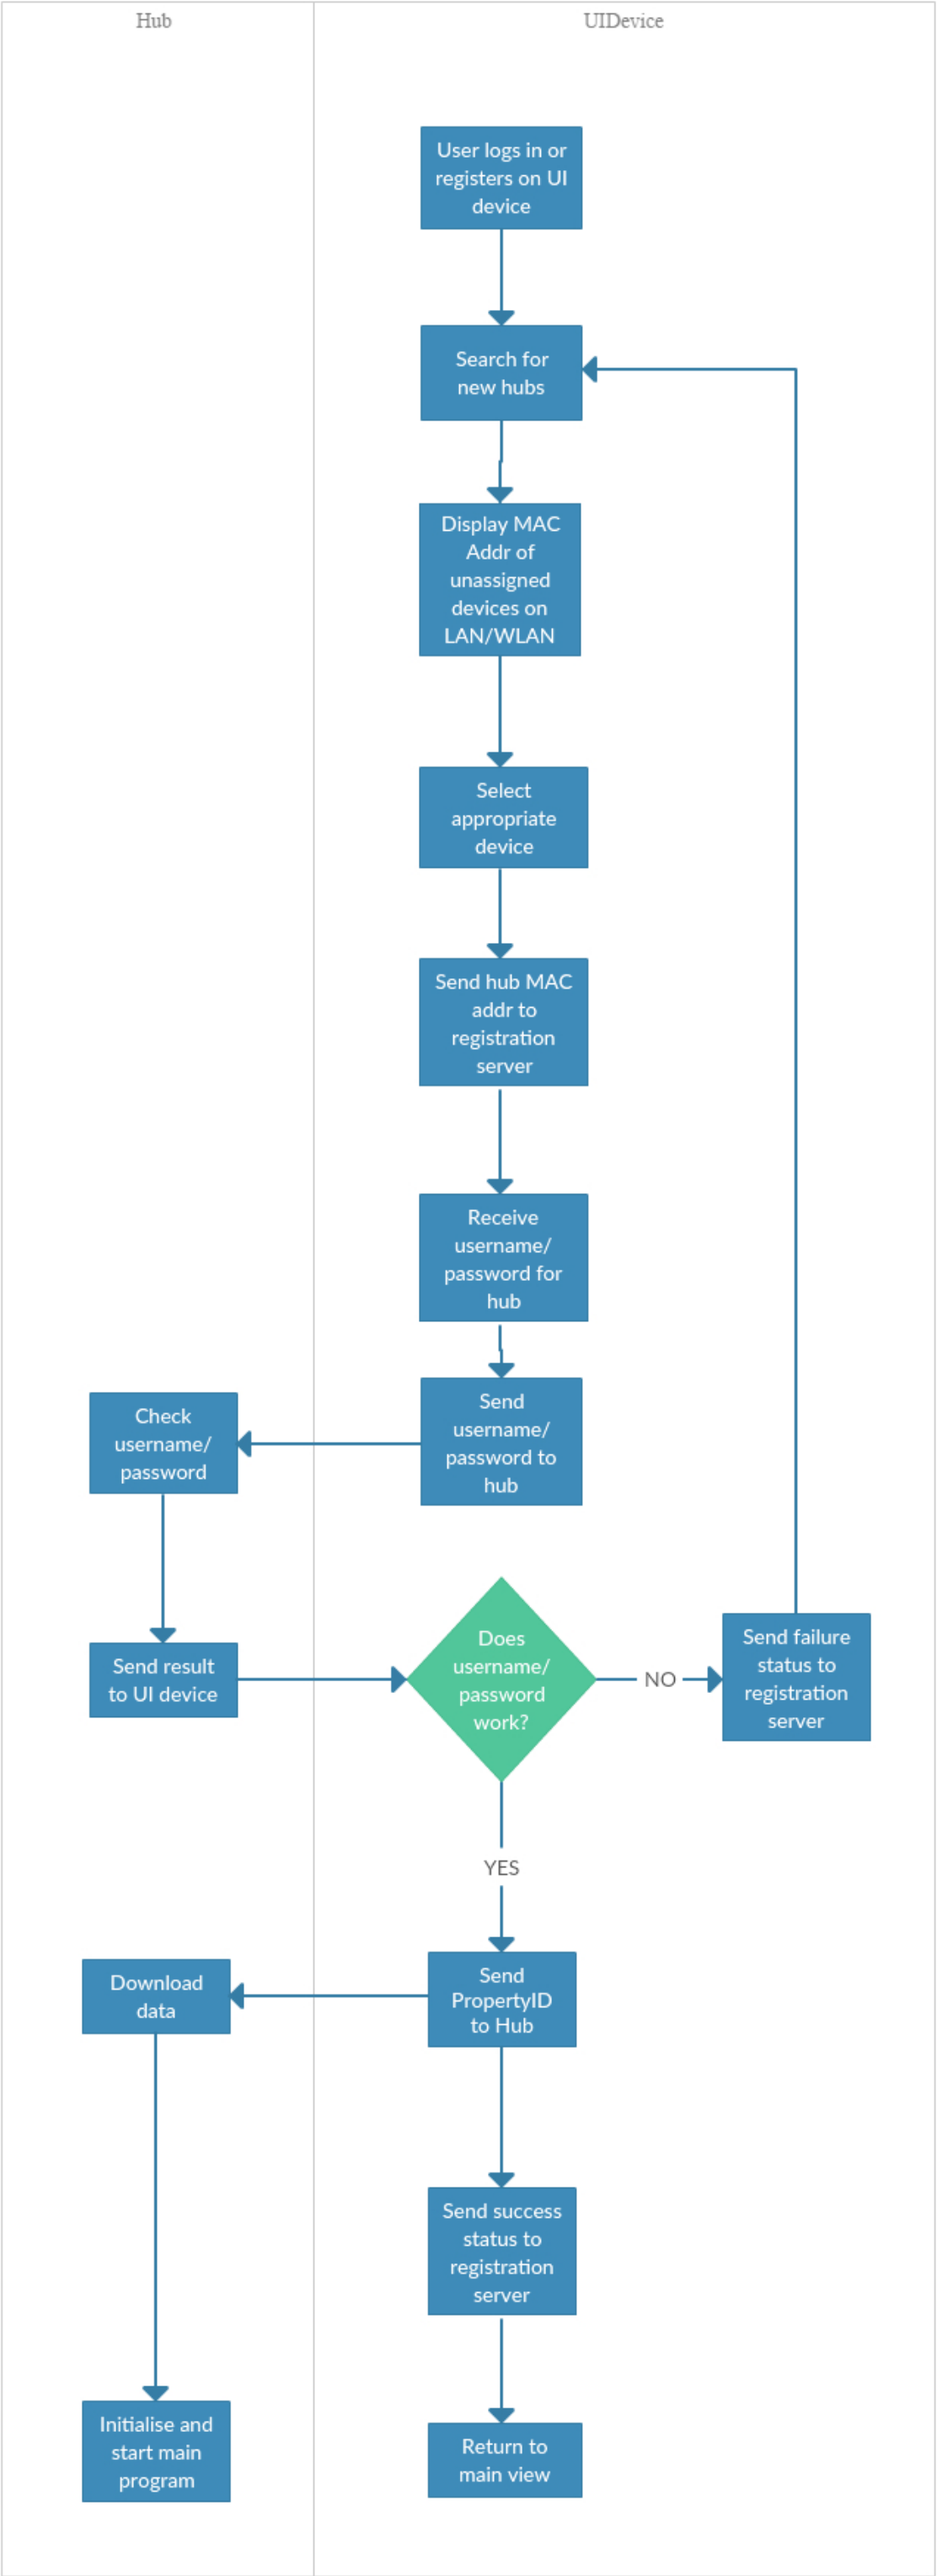 Hub
UIDevice
User logs in or
registers on UI
device
Search for
new hubs
Display MAC
Addr of
unassigned
devices on
LAN/WLAN
Select
appropriate
device
Send hub MAC
addr to
registration
server
Receive
username/
password for
hub
Send
username/
password to
hub
Check
username/
password
Send result
to UI device
Does
username/
password
work?
NO
Send failure
status to
registration
server
YES
Send
PropertyID
to Hub
Download
data
Send success
status to
registration
server
Initialise and
start main
program
Return to
main view